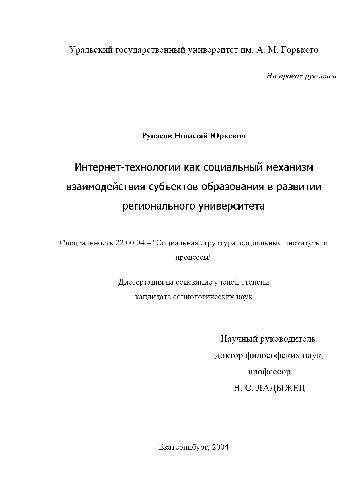 Уральский государственный университет им. А. М. Горького
На правах рукописи
Николай Юрьевич
Интернет-технологии как социальный механизм
взаимодействия субъектов образования в развитии
регионального университета
Специальность 22.00.04 – "Социальная структура, социальные институты и
процессы"
Диссертация на соискание ученой степени
кандидата социологических наук
Научный руководитель:
доктор философских наук,
профессор
Н. С. ЛАДЫЖЕЦ
Екатеринбург, 2004